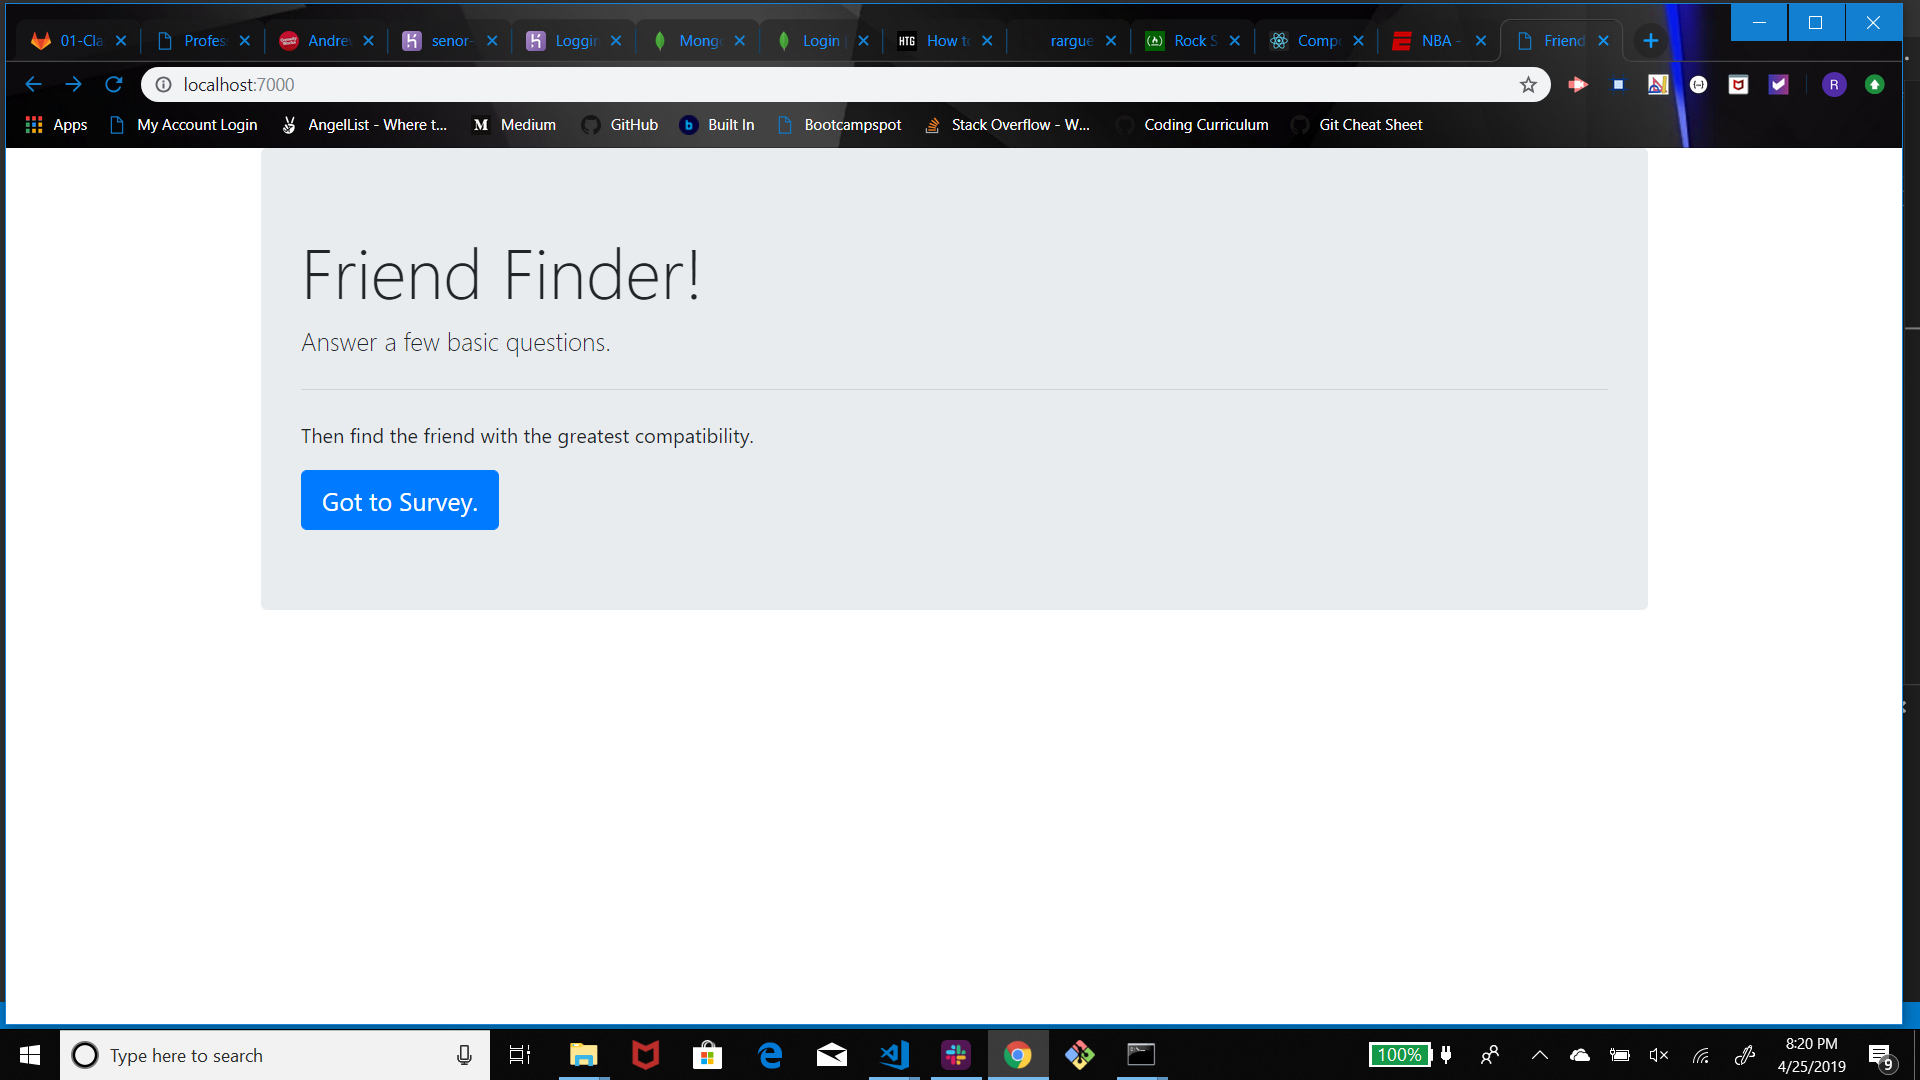 01-Cla
Profes
Andre
senor-
Loggin
Mong
Login
HTG
How to
rargue
Rock S
Comp
NBA -
Friend
localhost:7000
R
Apps
My Account Login
AngelList - Where t...
M
Medium
GitHub
b
Built In
Bootcampspot
Stack Overflow - W...
Coding Curriculum
Git Cheat Sheet
Friend Finder!
Answer a few basic questions.
Then find the friend with the greatest compatibility.
Got to Survey.
Type here to search
100%
8:20 PM
4/25/2019
9